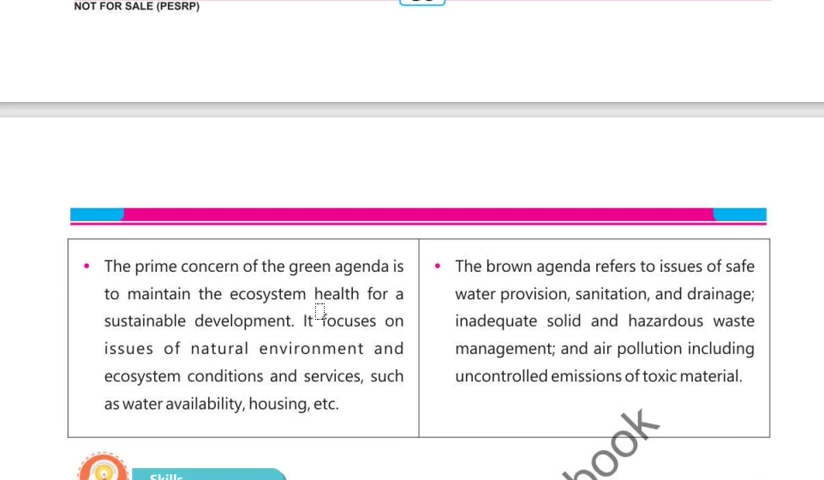 NOT FOR SALE (PESRP)
• The prime concern of the green agenda is
to maintain the ecosystem health for a
sustainable development. It focuses on
issues of natural environment and
ecosystem conditions and services, such
as water availability, housing, etc.
• The brown agenda refers to issues of safe
water provision, sanitation, and drainage;
inadequate solid and hazardous waste
management; and air pollution including
uncontrolled emissions of toxic material.
book
Skills